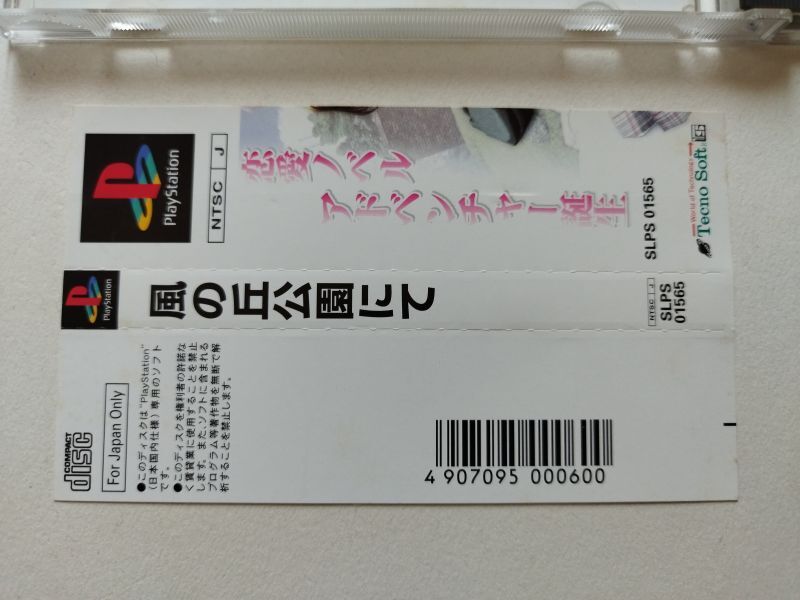 PlayStation
NTSC J
恋愛ノベル
アドベンチャー誕生
SLPS 01565
World of Technology
Tecno Soft
PlayStation
風の丘公園にて
NTSC J
SLPS
01565
COMPACT
disc
For Japan Only
●このディスクは"PlayStation"
(日本国内仕様)専用のソフト
です。
●このディスクを権利者の許諾な
く賃貸業に使用することを禁止
します。また、ソフトに含まれる
プログラム等著作物を無断で解
析することを禁止します。
4 907095 000600